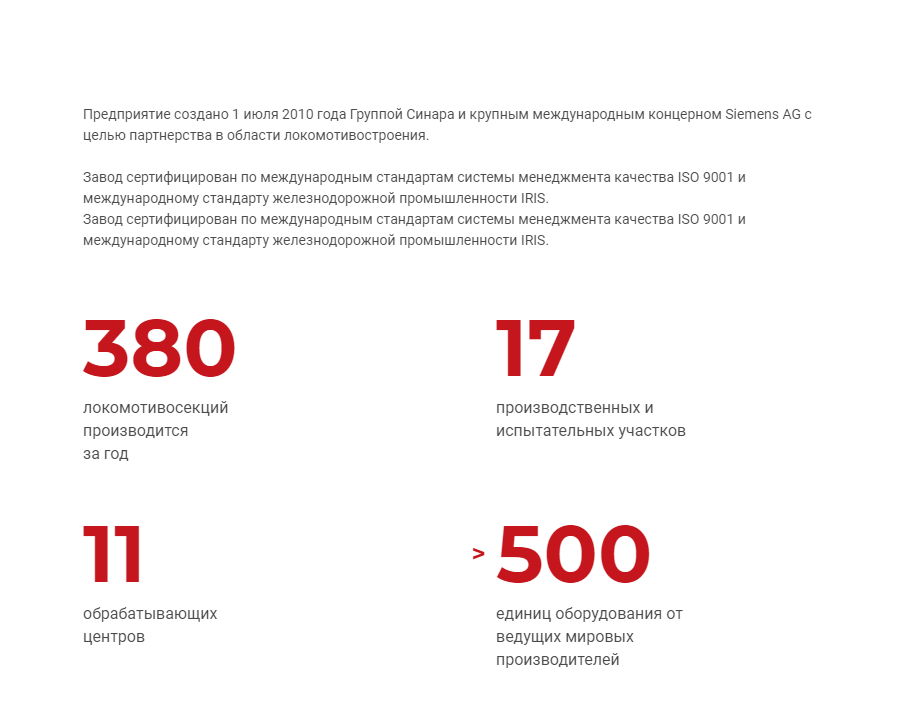 Предприятие создано 1 июля 2010 года Группой Синара и крупным международным концерном Siemens AG с
целью партнерства в области локомотивостроения.
Завод сертифицирован по международным стандартам системы менеджмента качества ISO 9001 и
международному стандарту железнодорожной промышленности IRIS.
Завод сертифицирован по международным стандартам системы менеджмента качества ISO 9001 и
международному стандарту железнодорожной промышленности IRIS.
380
локомотивосекций
производится
за год
17
производственных и
испытательных участков
11
обрабатывающих
центров
> 500
единиц оборудования от
ведущих мировых
производителей